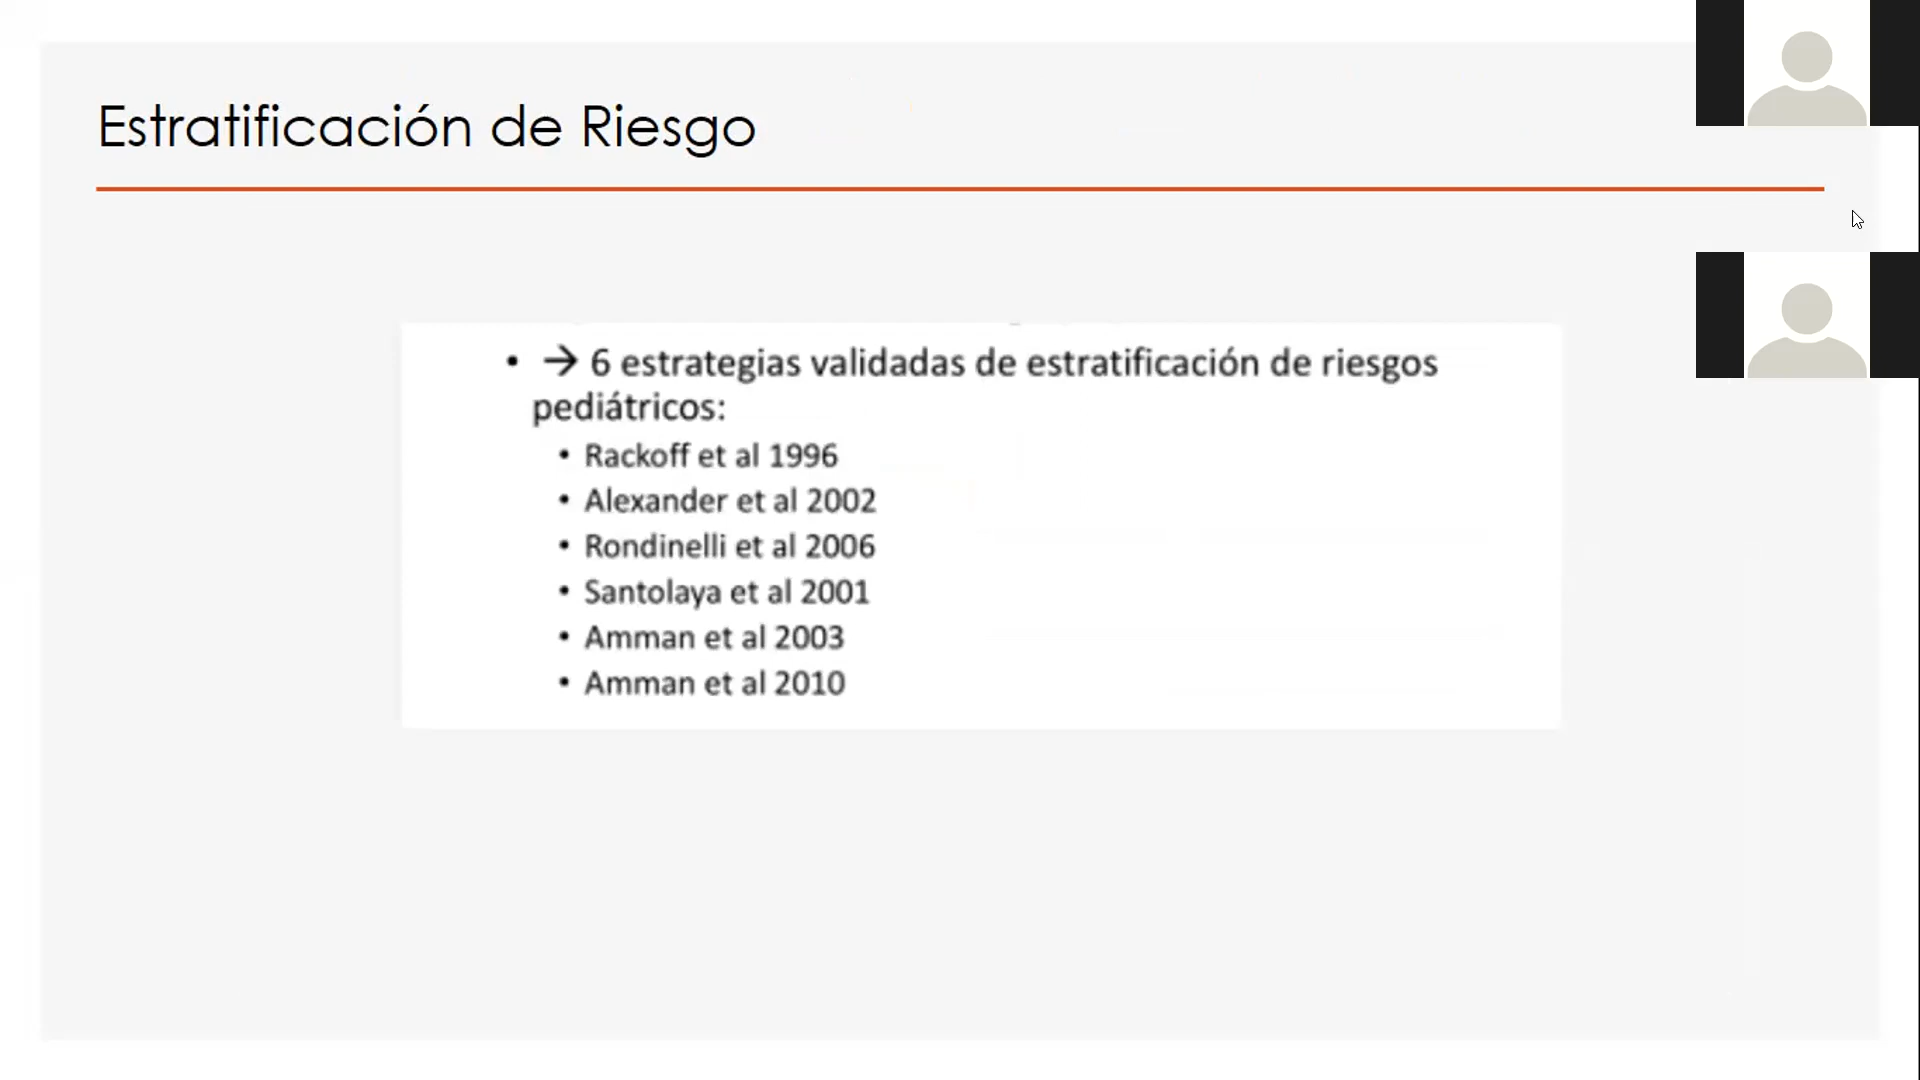 Estratificación de Riesgo
• → 6 estrategias validadas de estratificación de riesgos
pediátricos:
• Rackoff et al 1996
• Alexander et al 2002
• Rondinelli et al 2006
• Santolaya et al 2001
• Amman et al 2003
• Amman et al 2010